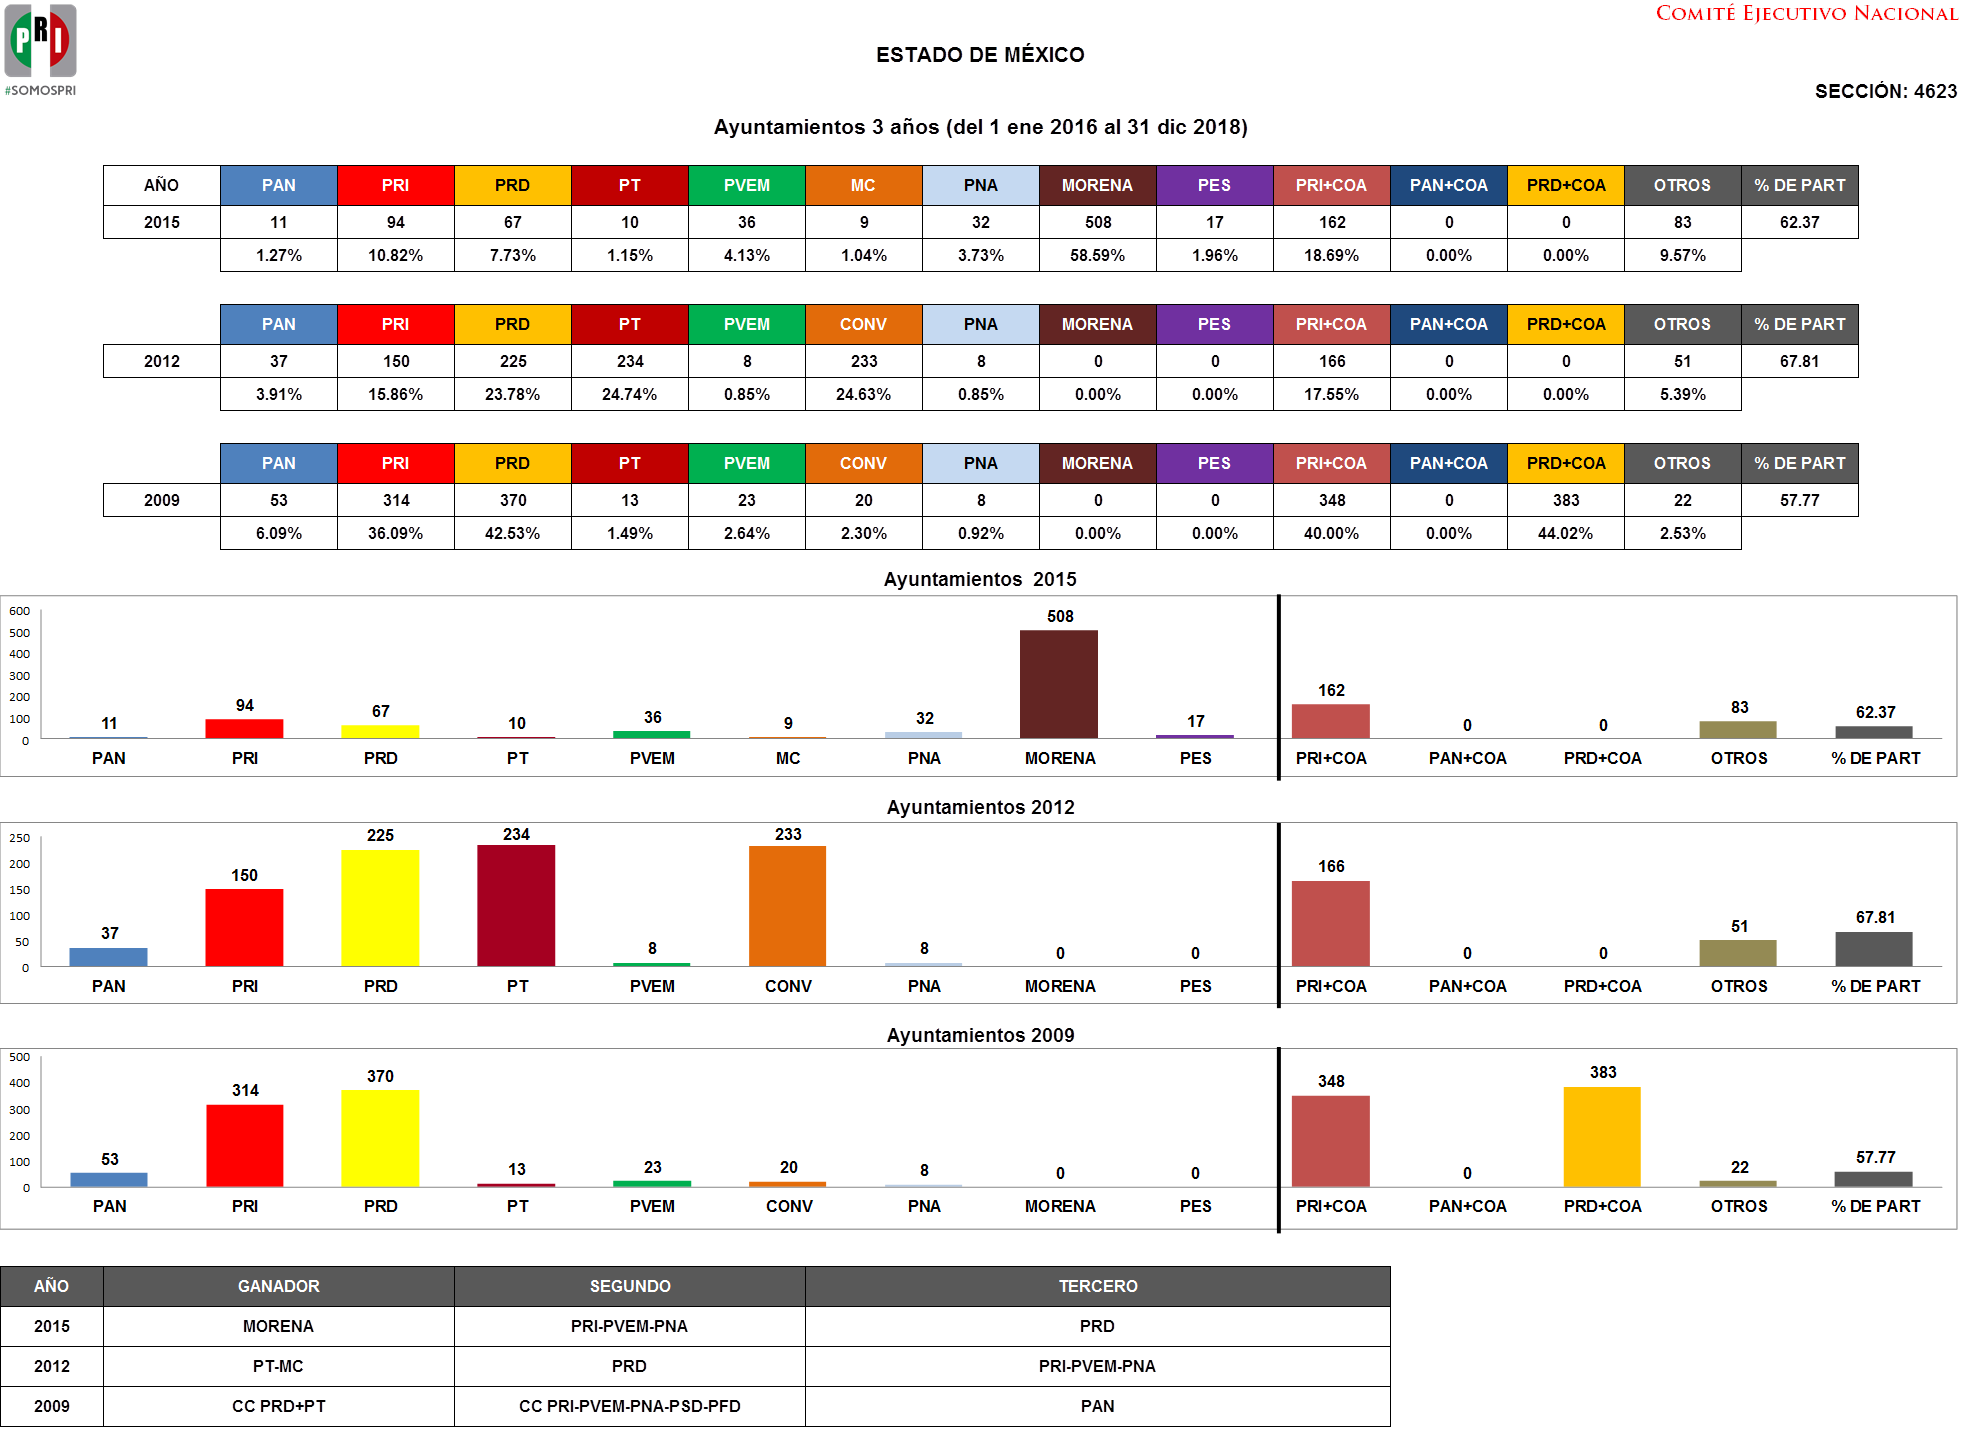 PRI
#SOMOSPRI
COMITÉ EJECUTIVO NACIONAL
ESTADO DE MÉXICO
SECCIÓN: 4623
Ayuntamientos 3 años (del 1 ene 2016 al 31 dic 2018)
AÑO PAN PRI PRD PT PVEM MC PNA MORENA PES PRI+COA PAN+COA PRD+COA OTROS % DE PART
2015 11 94 67 10 36 9 32 508 17 162 0 0 83 62.37
1.27% 10.82% 7.73% 1.15% 4.13% 1.04% 3.73% 58.59% 1.96% 18.69% 0.00% 0.00% 9.57%
PAN PRI PRD PT PVEM CONV PNA MORENA PES PRI+COA PAN+COA PRD+COA OTROS % DE PART
2012 37 150 225 234 8 233 8 0 0 166 0 0 51 67.81
3.91% 15.86% 23.78% 24.74% 0.85% 24.63% 0.85% 0.00% 0.00% 17.55% 0.00% 0.00% 5.39%
PAN PRI PRD PT PVEM CONV PNA MORENA PES PRI+COA PAN+COA PRD+COA OTROS % DE PART
2009 53 314 370 13 23 20 8 0 0 348 0 383 22 57.77
6.09% 36.09% 42.53% 1.49% 2.64% 2.30% 0.92% 0.00% 0.00% 40.00% 0.00% 44.02% 2.53%
Ayuntamientos 2015
600
500
400
300
200
100
0
11 94 67 10 36 9 32 508 17 162 0 0 83 62.37
PAN PRI PRD PT PVEM MC PNA MORENA PES PRI+COA PAN+COA PRD+COA OTROS % DE PART
Ayuntamientos 2012
250
200
150
100
50
0
37 150 225 234 8 233 8 0 0 166 0 0 51 67.81
PAN PRI PRD PT PVEM CONV PNA MORENA PES PRI+COA PAN+COA PRD+COA OTROS % DE PART
Ayuntamientos 2009
500
400
300
200
100
0
53 314 370 13 23 20 8 0 0 348 0 383 22 57.77
PAN PRI PRD PT PVEM CONV PNA MORENA PES PRI+COA PAN+COA PRD+COA OTROS % DE PART
AÑO GANADOR SEGUNDO TERCERO
2015 MORENA PRI-PVEM-PNA PRD
2012 PT-MC PRD PRI-PVEM-PNA
2009 CC PRD+PT CC PRI-PVEM-PNA-PSD-PFD PAN